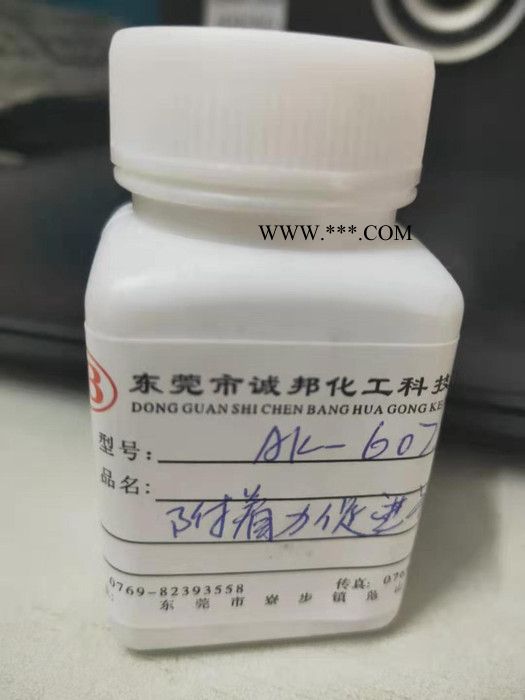 WWW.***.COM
B
东莞市诚邦化工科技
DONG GUAN SHI CHEN BANG HUA GONG KE
型号: AK-607
品名:
附着力促进
0769-82393558 传真: 076
东莞市寮步镇